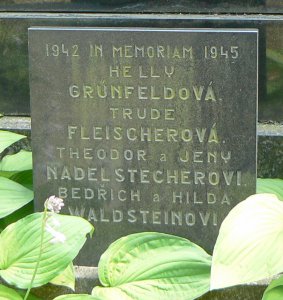 1942 IN MEMORIAM 1945
HELLY
GRÜNFELDOVÁ,
TRUDE
FLEISCHEROVÁ,
THEODOR a JENY
NADELSTECHEROVI,
BEDŘICH a HILDA
WALDSTEINOVI